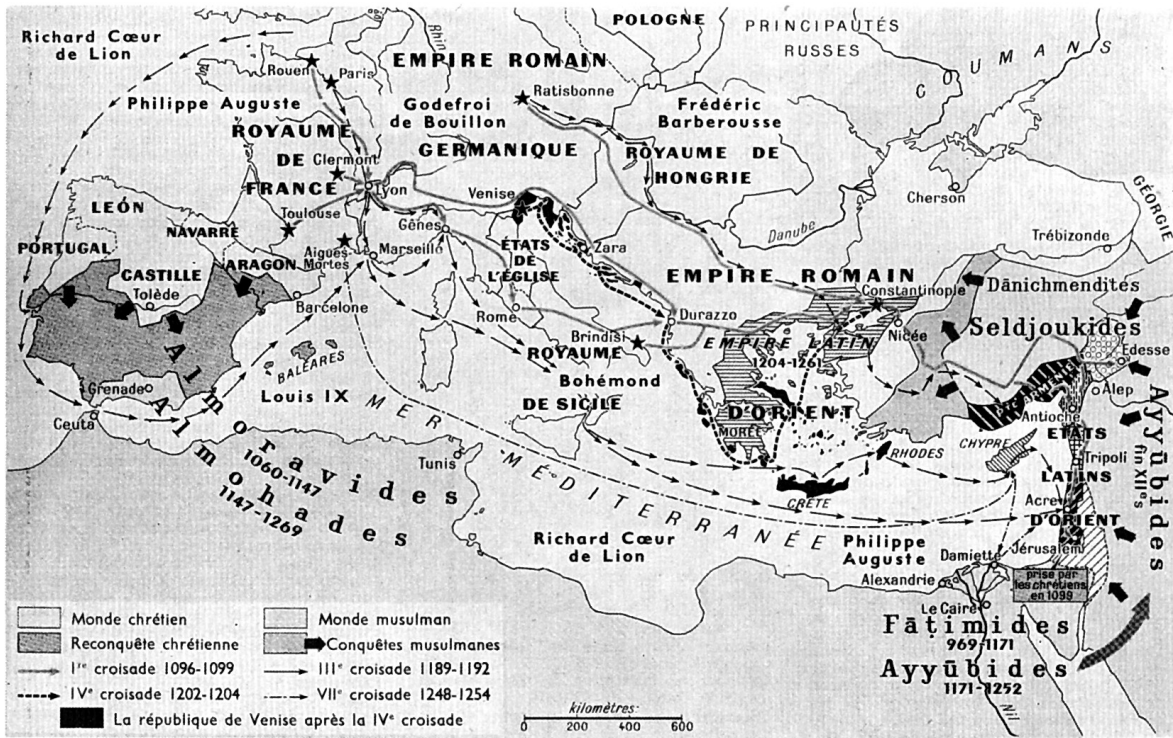 Richard Cœur
de Lion
POLOGNE
PRINCIPAUTÉS
RUSSES
COUMANS
Rhin
Rouen
Paris
EMPIRE ROMAIN
Ratisbonne
Philippe Auguste
Godefroi
de Bouillon
Frédéric
Barberousse
ROYAUME
DE
FRANCE
GERMANIQUE
ROYAUME DE
HONGRIE
Clermont
Lyon
Venise
Cherson
GÉORGIE
LEÓN
NAVARRE
Toulouse
Gênes
Zara
Danube
Trébizonde
PORTUGAL
CASTILLE
ARAGON
Aigues
Mortes
Marseille
ÉTATS
DE
L'ÉGLISE
EMPIRE ROMAIN
Constantinople
Dânichmendites
Tolède
Barcelone
Rome
Durazzo
Nicée
Seldjoukides
Brindisi
EMPIRE LATIN
1204-1261
Edesse
BALÉARES
ROYAUME
DE SICILE
Bohémond
D'ORIENT
Alep
Antioche
Grenade
Louis IX
MORÉE
CHYPRE
ÉTATS
LATINS
D'ORIENT
Ceuta
Almoravides
1060-1147
Almohades
1147-1269
Tunis
MER MÉDITERRANÉE
RHODES
Tripoli
CRÈTE
Acre
Ayyūbides
fin XIIe s
Richard Cœur
de Lion
Philippe
Auguste
Damiette
Jérusalem
Alexandrie
prise par
les chrétiens
en 1099
Le Caire
Fāṭimides
969-1171
Ayyūbides
1171-1252
Nil
Monde chrétien
Monde musulman
Reconquête chrétienne
Conquêtes musulmanes
Ire croisade 1096-1099
IIIe croisade 1189-1192
IVe croisade 1202-1204
VIIe croisade 1248-1254
La république de Venise après la IVe croisade
kilomètres
0 200 400 600